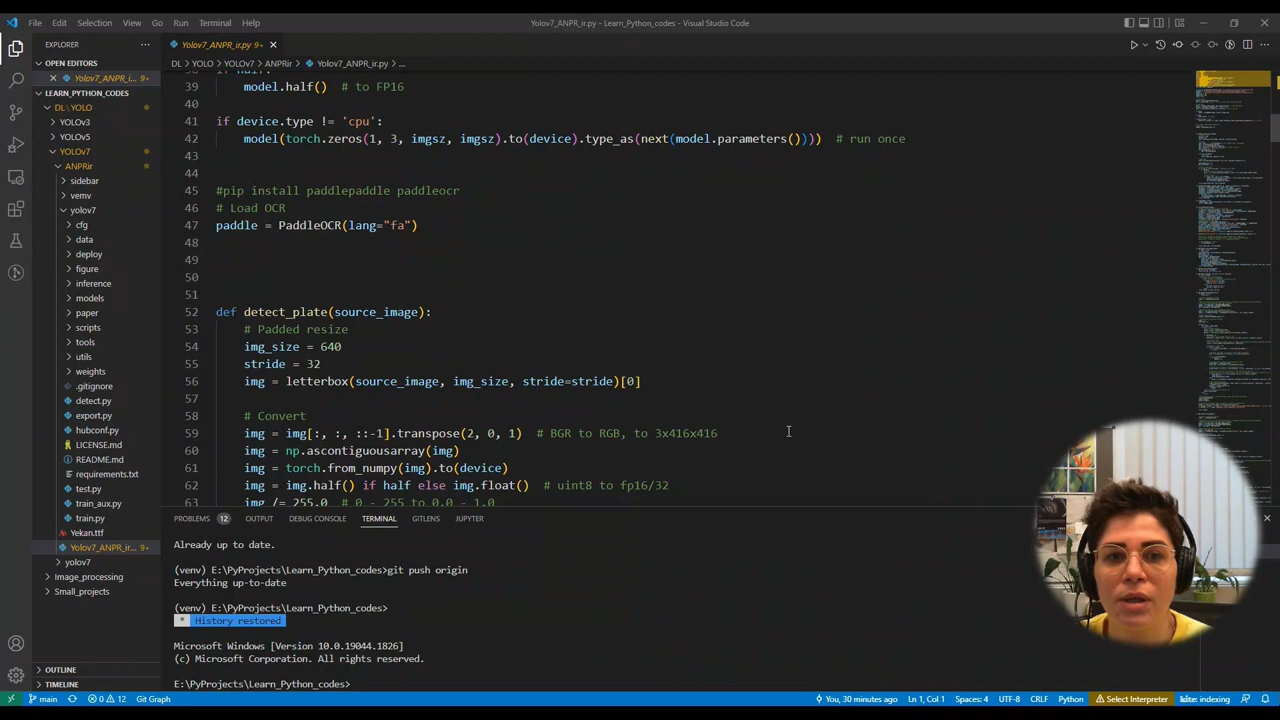 File Edit Selection View Go Run Terminal Help
Yolov7_ANPR_ir.py - Learn_Python_codes - Visual Studio Code
EXPLORER
OPEN EDITORS
Yolov7_ANPR_i... 9+
LEARN_PYTHON_CODES
DL \ YOLO
YOLOv3
YOLOv5
YOLOv7
ANPRir
sidebar
vemv
yolov7
cfg
data
deploy
figure
inference
models
paper
scripts
tools
utils
weights
.gitignore
detect.py
export.py
hubconf.py
LICENSE.md
README.md
requirements.txt
test.py
train_aux.py
train.py
Yekan.ttf
Yolov7_ANPR_ir... 9+
yolov7
Image_processing
Small_projects
OUTLINE
TIMELINE
Yolov7_ANPR_ir.py 9+
DL > YOLO > YOLOv7 > ANPRir > Yolov7_ANPR_ir.py > ...
39 model.half() # to FP16
40
41 if device.type != 'cpu':
42 model(torch.zeros(1, 3, imgsz, imgsz).to(device).type_as(next(model.parameters()))) # run once
43
44
45 #pip install paddlepaddle paddleocr
46 # Load OCR
47 paddle = PaddleOCR(lang="fa")
48
49
50
51
52 def detect_plate(source_image):
53 # Padded resize
54 img_size = 640
55 stride = 32
56 img = letterbox(source_image, img_size, stride=stride)[0]
57
58 # Convert
59 img = img[:, :, ::-1].transpose(2, 0, # BGR to RGB, to 3x416x416
60 img = np.ascontiguousarray(img)
61 img = torch.from_numpy(img).to(device)
62 img = img.half() if half else img.float() # uint8 to fp16/32
63 img /= 255.0 # 0 - 255 to 0.0 - 1.0
PROBLEMS 12 OUTPUT DEBUG CONSOLE TERMINAL GITLENS JUPYTER
Already up to date.
(venv) E:\PyProjects\Learn_Python_codes>git push origin
Everything up-to-date
(venv) E:\PyProjects\Learn_Python_codes>
* History restored
Microsoft Windows [Version 10.0.19044.1826]
(c) Microsoft Corporation. All rights reserved.
E:\PyProjects\Learn_Python_codes>
main 0 12 Git Graph You, 30 minutes ago Ln 1, Col 1 Spaces: 4 UTF-8 CRLF Python Select Interpreter kite: indexing